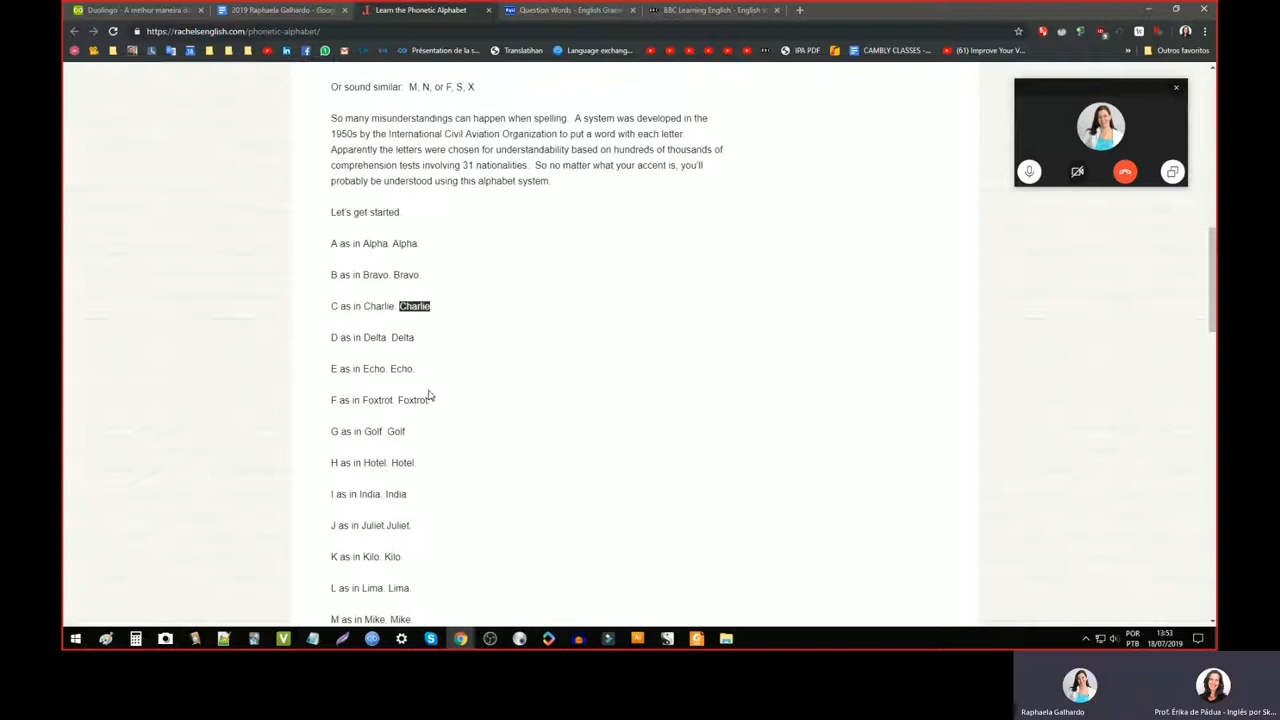 Duolingo - A melhor maneira da
2019 Raphaela Galhardo - Goog
Learn the Phonetic Alphabet
Question Words - English Gram
BBC Learning English - English s
https://rachelsenglish.com/phonetic-alphabet/
Présentation de la s...
Translatihan
Language exchang...
IPA PDF
CAMBLY CLASSES -...
(61) Improve Your V...
Outros favoritos
Or sound similar: M, N, or F, S, X
So many misunderstandings can happen when spelling. A system was developed in the
1950s by the International Civil Aviation Organization to put a word with each letter.
Apparently the letters were chosen for understandability based on hundreds of thousands of
comprehension tests involving 31 nationalities. So no matter what your accent is, you'll
probably be understood using this alphabet system.
Let's get started.
A as in Alpha. Alpha.
B as in Bravo. Bravo.
C as in Charlie. Charlie
D as in Delta. Delta
E as in Echo. Echo.
F as in Foxtrot. Foxtrot
G as in Golf. Golf
H as in Hotel. Hotel.
I as in India. India
J as in Juliet.Juliet.
K as in Kilo. Kilo.
L as in Lima. Lima.
M as in Mike. Mike.
POR
PTB
13:53
18/07/2019
Raphaela Galhardo
Prof. Érika de Pádua - Inglês por Sk...